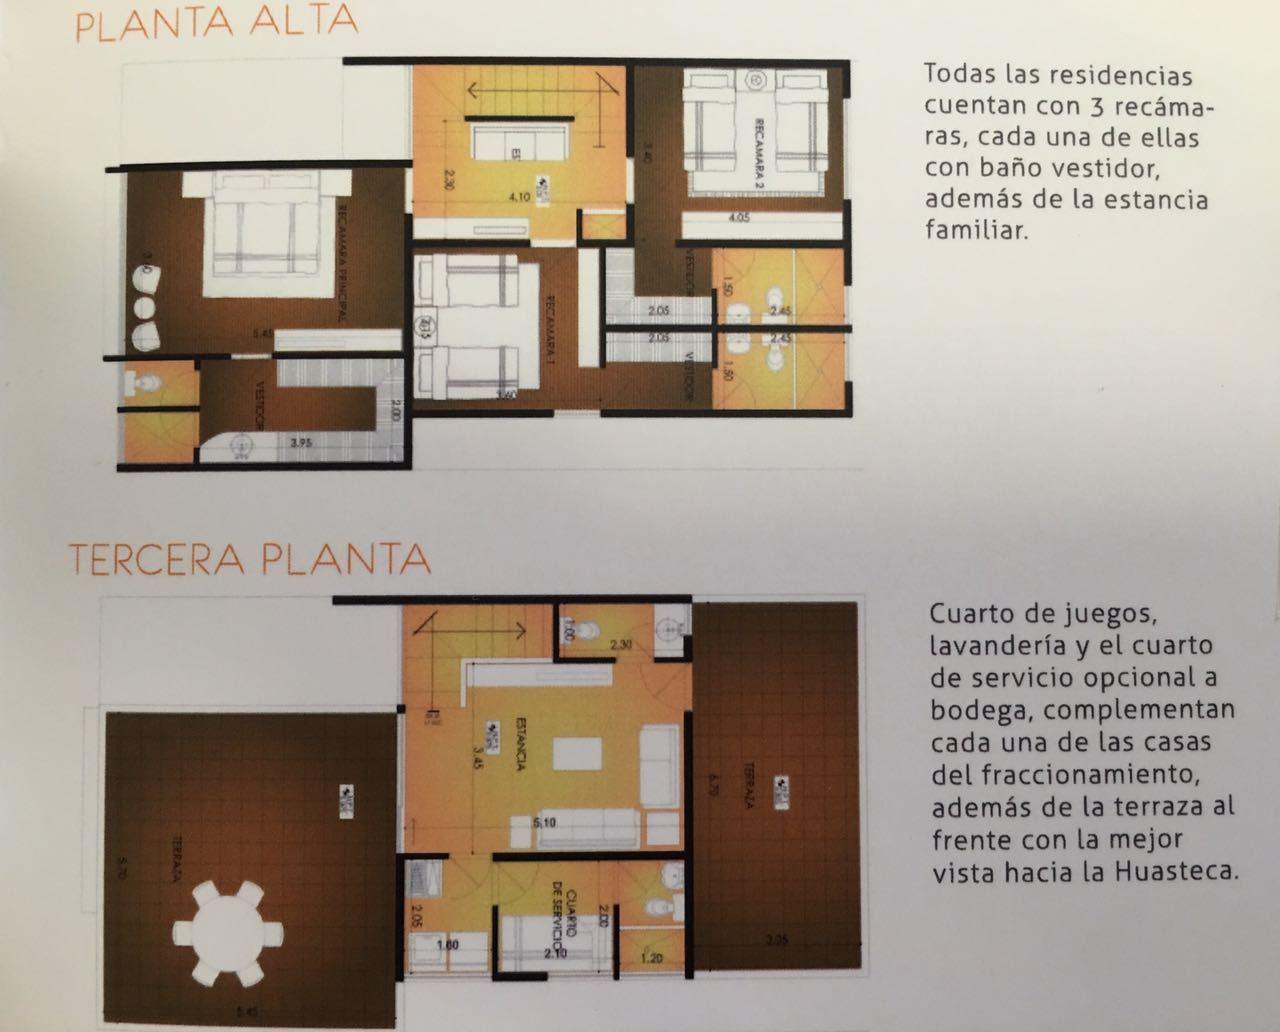 PLANTA ALTA
Todas las residencias
cuentan con 3 recáma-
ras, cada una de ellas
con baño vestidor,
además de la estancia
familiar.
RECAMARA 2
3.40
2.30
4.10
4.05
RECAMARA PRINCIPAL
5.45
RECAMARA 1
3.60
VESTIDOR
2.05
1.50
2.45
2.05
2.45
VESTIDOR
1.50
VESTIDOR
2.00
3.95
TERCERA PLANTA
Cuarto de juegos,
lavandería y el cuarto
de servicio opcional a
bodega, complementan
cada una de las casas
del fraccionamiento,
además de la terraza al
frente con la mejor
vista hacia la Huasteca.
1.00
2.30
ESTANCIA
3.45
5.10
TERRAZA
6.70
3.05
TERRAZA
5.70
5.45
2.05
1.60
CUARTO
DE SERVICIO
2.00
2.10
1.20